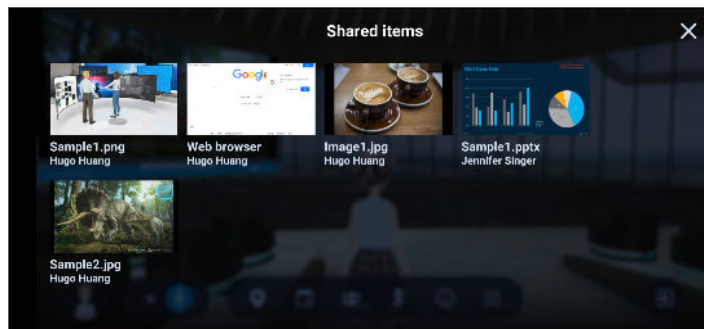 Shared items
Google
Sample1.png
Hugo Huang
Web browser
Hugo Huang
Image1.jpg
Hugo Huang
Sample1.pptx
Jennifer Singer
Sample2.jpg
Hugo Huang